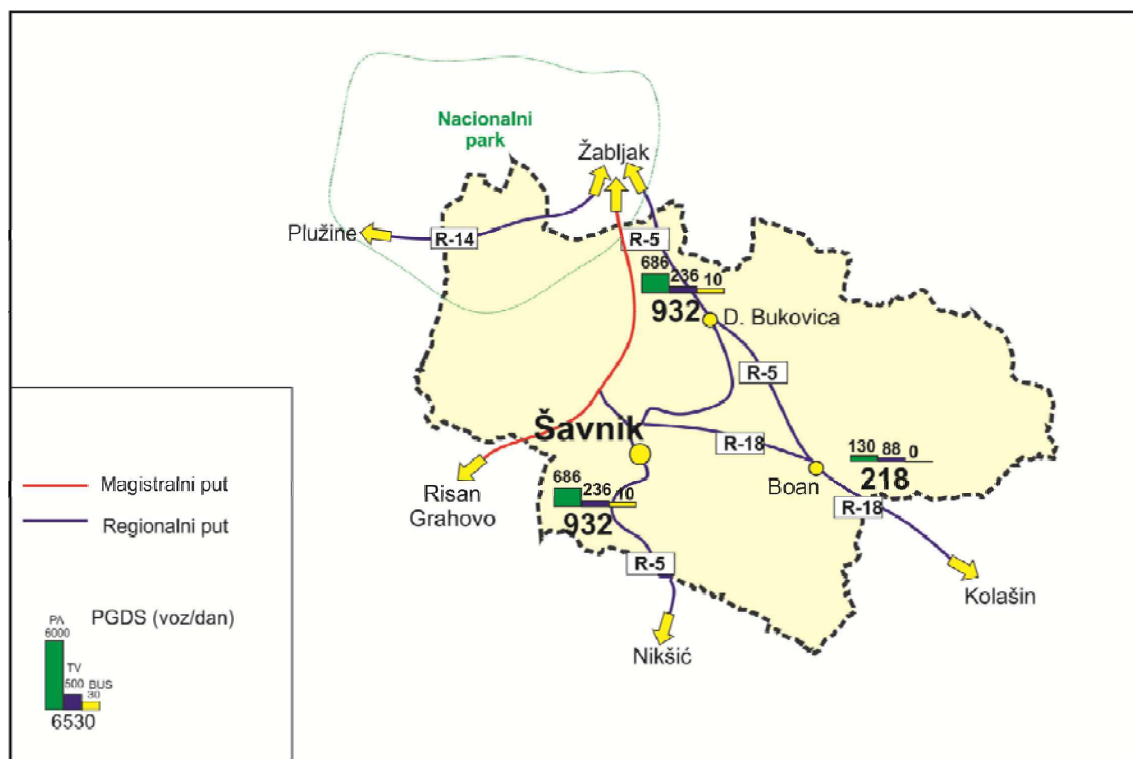 Nacionalni
park
Žabljak
Plužine
R-14
R-5
686 236 10
932
D. Bukovica
R-5
Šavnik
R-18
130 88 0
218
Boan
Risan
Grahovo
686 236 10
932
R-18
R-5
Kolašin
Nikšić
Magistralni put
Regionalni put
PGDS (voz/dan)
PA
6000
TV
500
BUS
30
6530